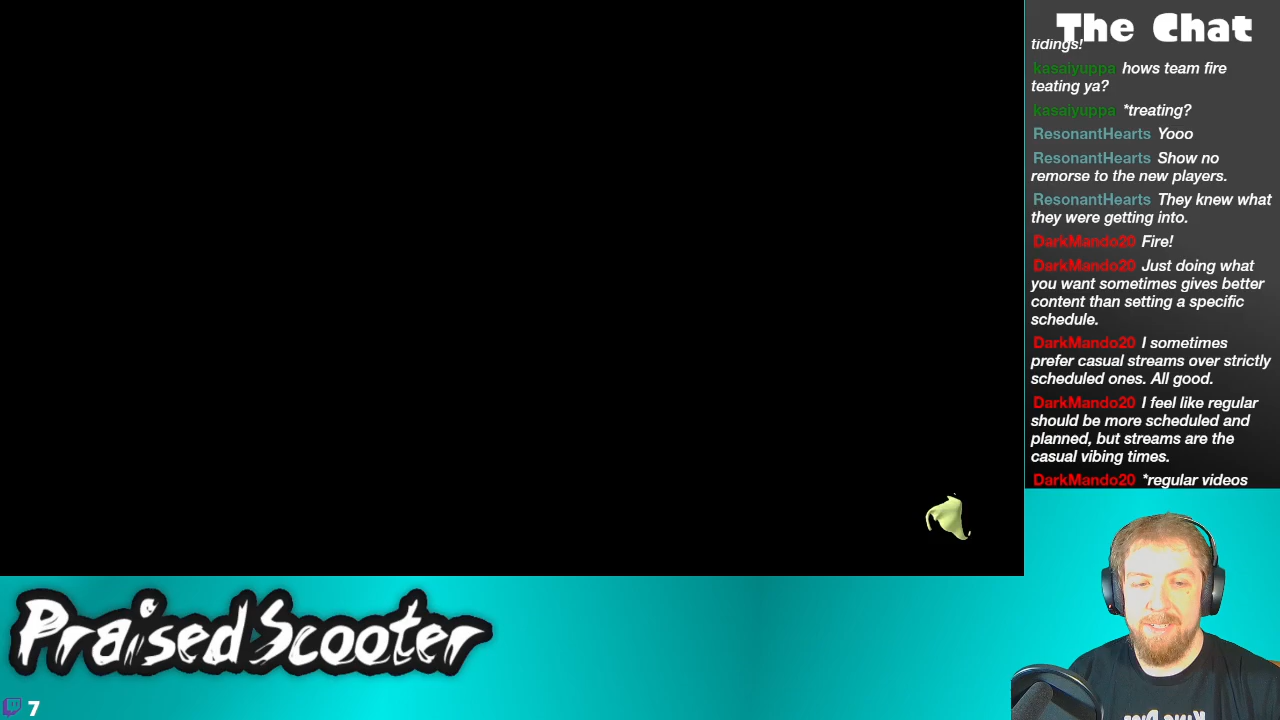 The Chat
tidings!
kasaiyuppa hows team fire
teating ya?
kasaiyuppa *treating?
ResonantHearts Yooo
ResonantHearts Show no
remorse to the new players.
ResonantHearts They knew what
they were getting into.
DarkMando20 Fire!
DarkMando20 Just doing what
you want sometimes gives better
content than setting a specific
schedule.
DarkMando20 I sometimes
prefer casual streams over strictly
scheduled ones. All good.
DarkMando20 I feel like regular
should be more scheduled and
planned, but streams are the
casual vibing times.
DarkMando20 *regular videos
PraisedScooter
7